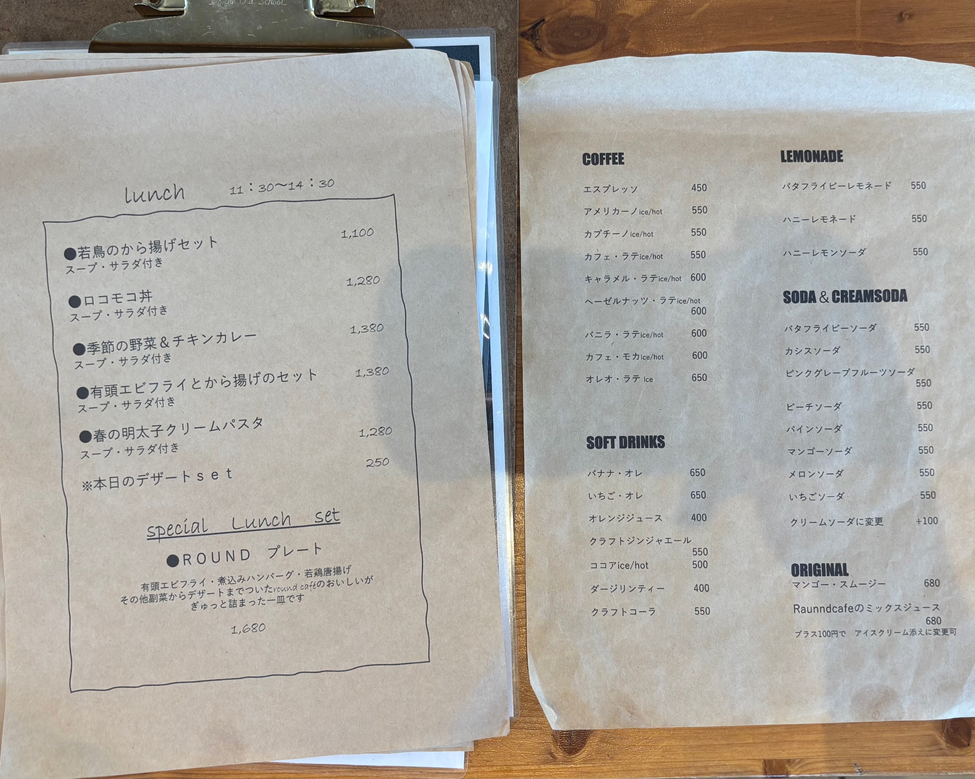 lunch 11：30～14：30
●若鳥のから揚げセット 1,100
スープ・サラダ付き
●ロコモコ丼 1,280
スープ・サラダ付き
●季節の野菜＆チキンカレー 1,380
スープ・サラダ付き
●有頭エビフライとから揚げのセット 1,380
スープ・サラダ付き
●春の明太子クリームパスタ 1,280
スープ・サラダ付き
※本日のデザートｓｅｔ 250
special Lunch set
●ＲＯＵＮＤ　プレート
有頭エビフライ・煮込みハンバーグ・若鶏唐揚げ
その他副菜からデザートまでついたround caféのおいしいが
ぎゅっと詰まった一皿です
1,680
COFFEE
エスプレッソ 450
アメリカーノice/hot 550
カプチーノice/hot 550
カフェ・ラテice/hot 550
キャラメル・ラテice/hot 600
ヘーゼルナッツ・ラテice/hot
600
バニラ・ラテice/hot 600
カフェ・モカice/hot 600
オレオ・ラテ ice 650
SOFT DRINKS
バナナ・オレ 650
いちご・オレ 650
オレンジジュース 400
クラフトジンジャエール
550
ココアice/hot 500
ダージリンティー 400
クラフトコーラ 550
LEMONADE
バタフライピーレモネード 550
ハニーレモネード 550
ハニーレモンソーダ 550
SODA & CREAMSODA
バタフライピーソーダ 550
カシスソーダ 550
ピンクグレープフルーツソーダ
550
ピーチソーダ 550
パインソーダ 550
マンゴーソーダ 550
メロンソーダ 550
いちごソーダ 550
クリームソーダに変更 +100
ORIGINAL
マンゴー・スムージー 680
Raunndcafeのミックスジュース
680
プラス100円で　アイスクリーム添えに変更可